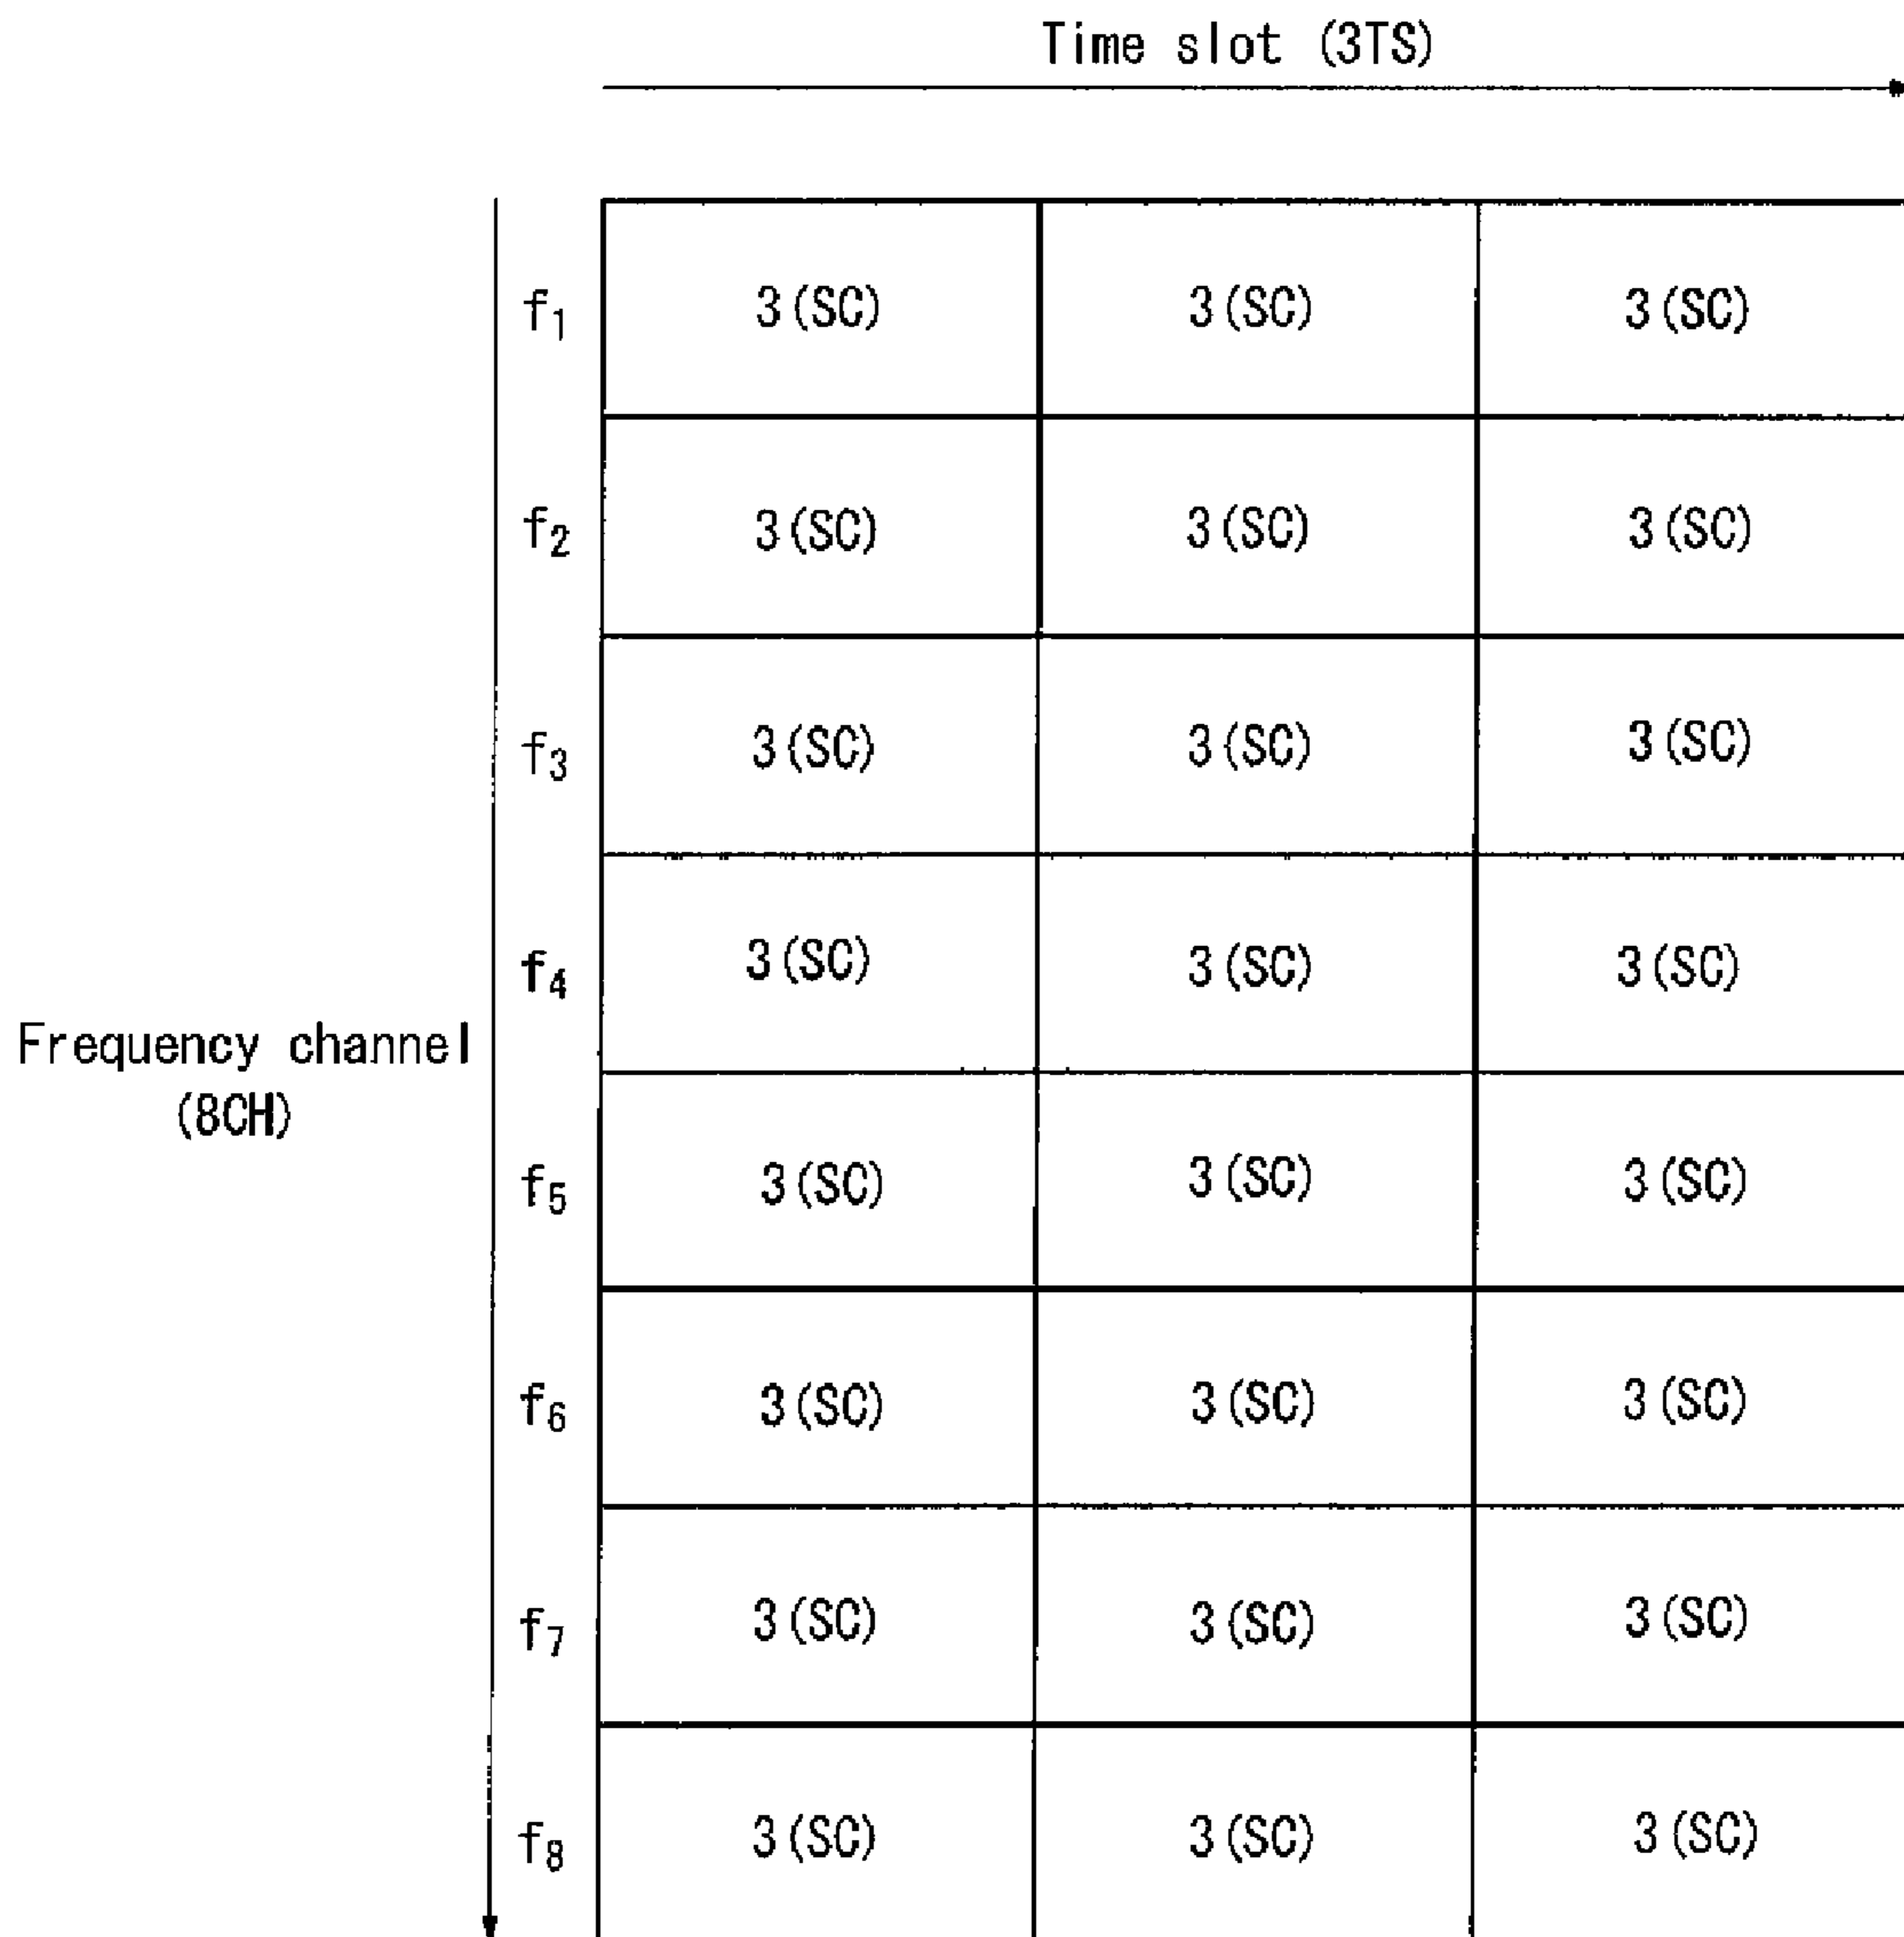 Time slot (3TS)
f₁ 3(SC) 3(SC) 3(SC)
f₂ 3(SC) 3(SC) 3(SC)
f₃ 3(SC) 3(SC) 3(SC)
f₄ 3(SC) 3(SC) 3(SC)
Frequency channel
(8CH)
f₅ 3(SC) 3(SC) 3(SC)
f₆ 3(SC) 3(SC) 3(SC)
f₇ 3(SC) 3(SC) 3(SC)
f₈ 3(SC) 3(SC) 3(SC)